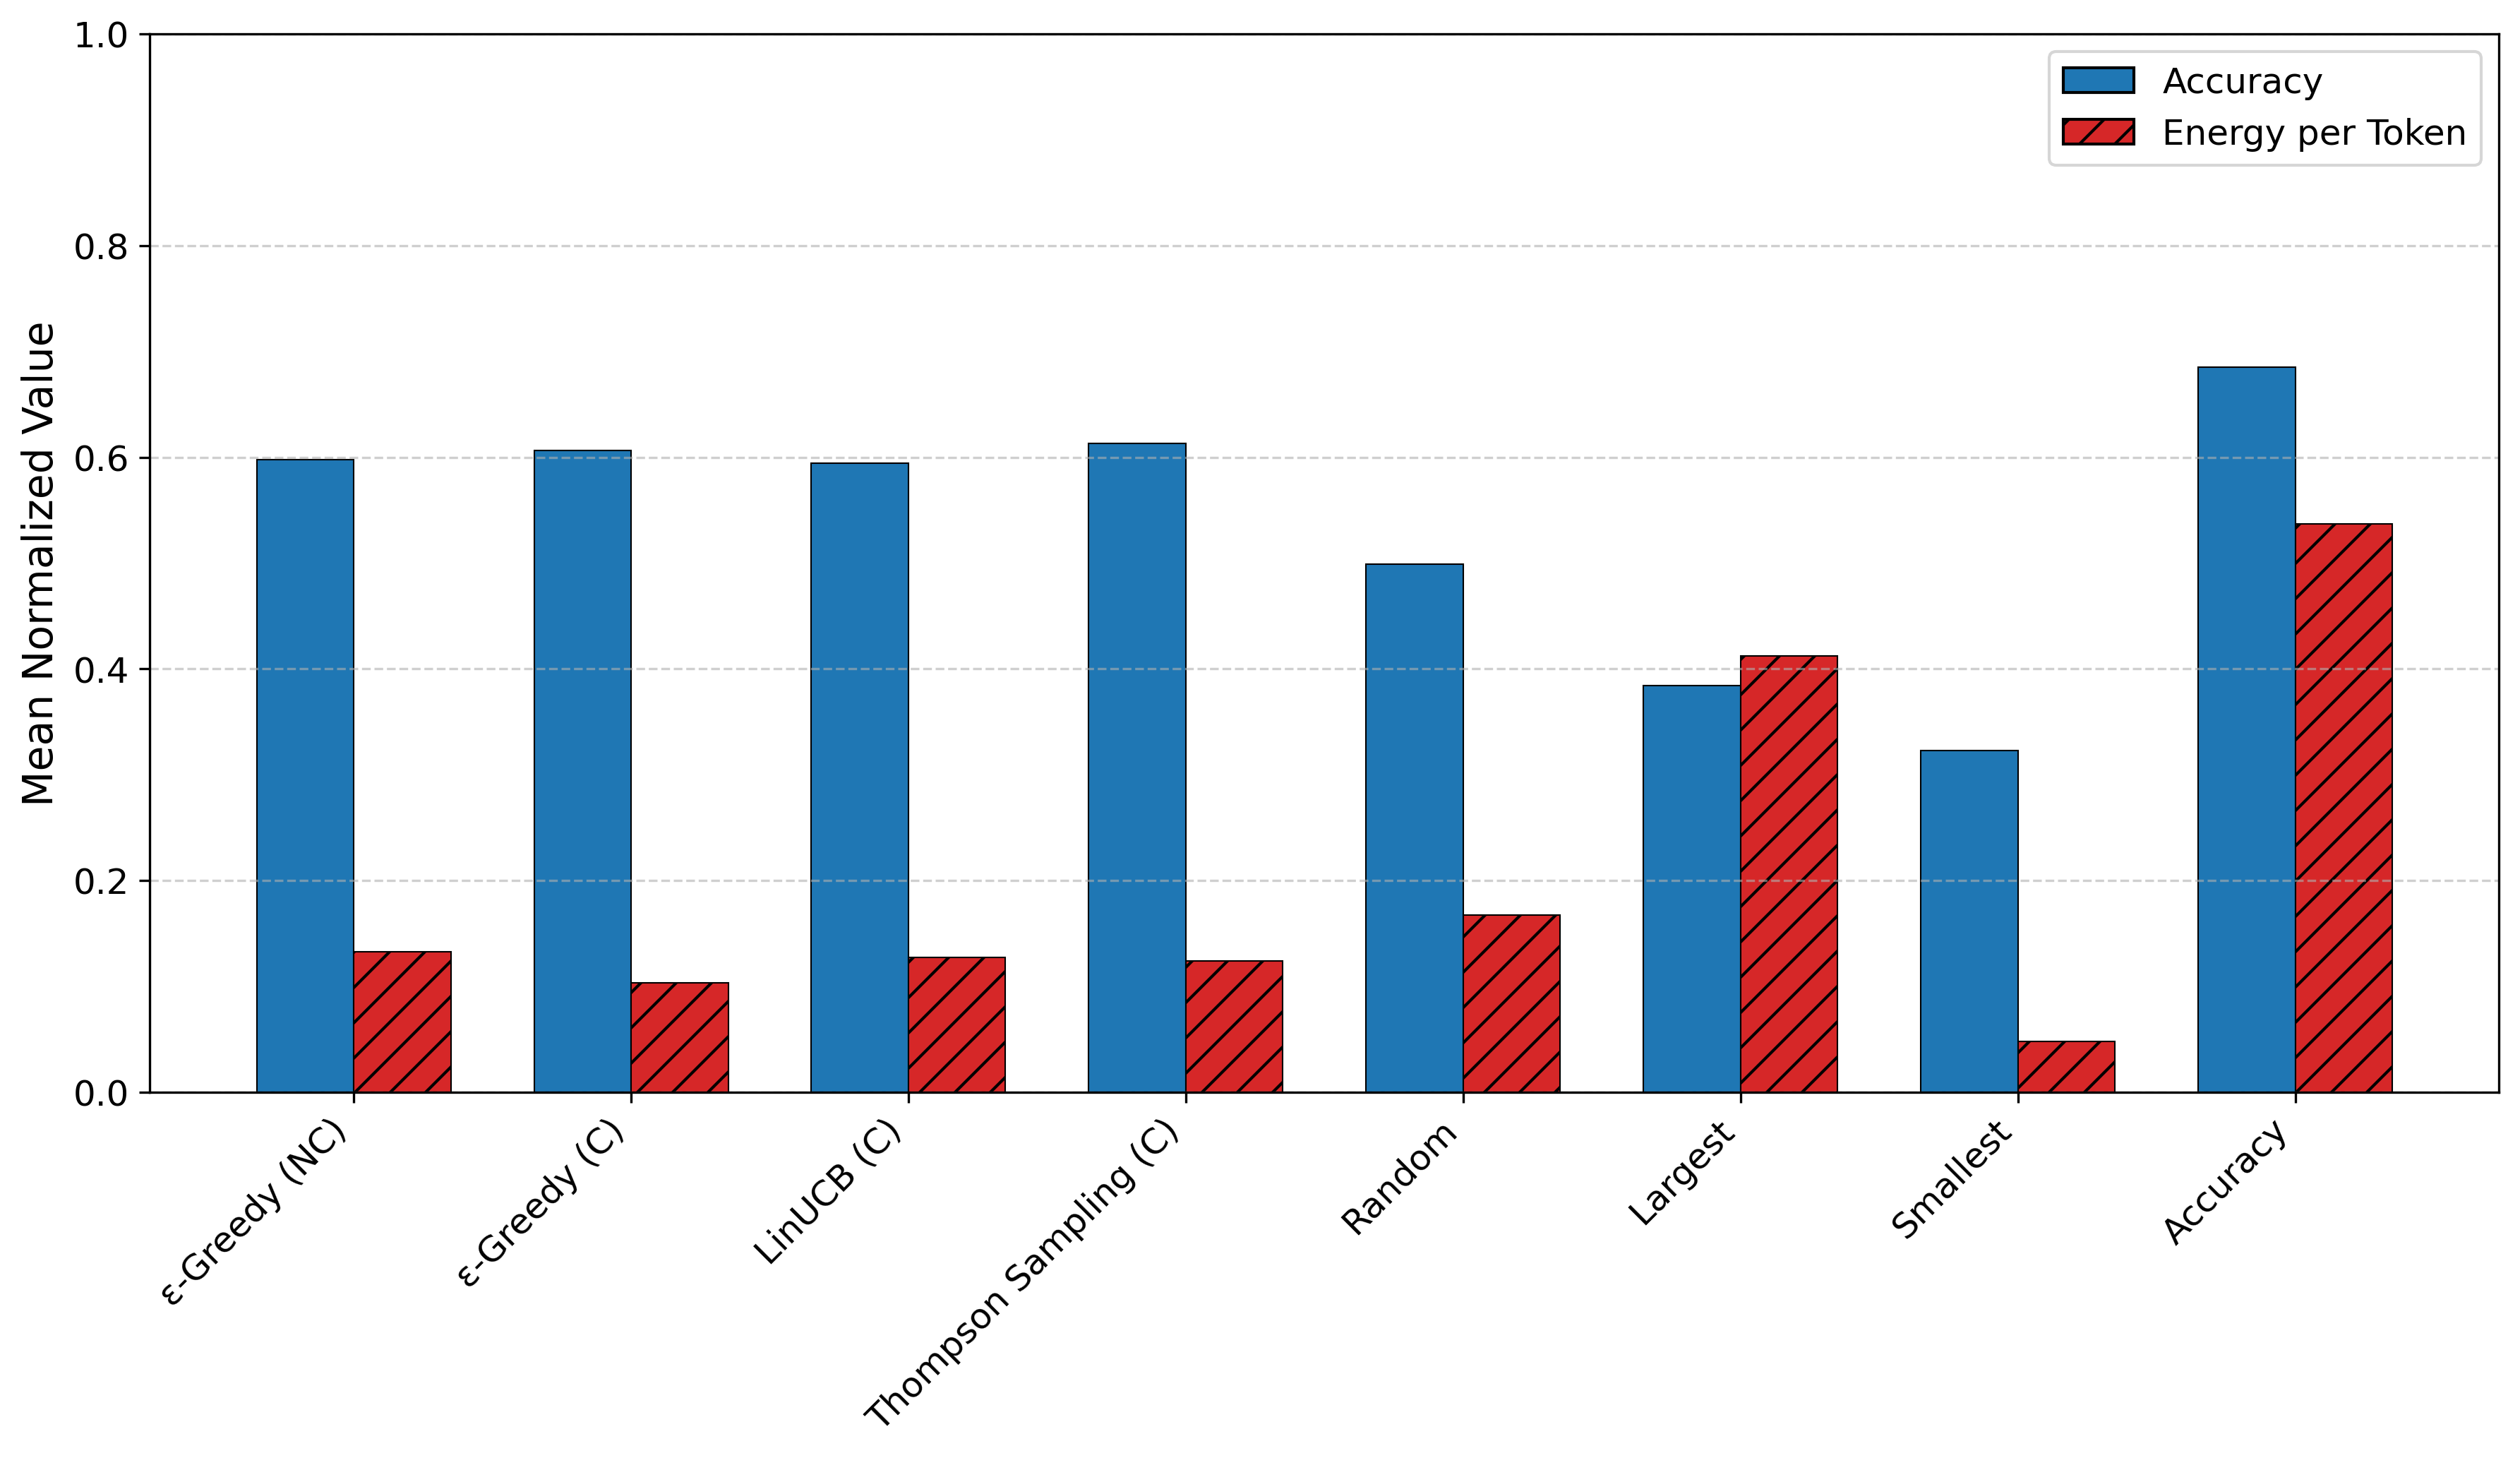 Mean Normalized Value
1.0
0.8
0.6
0.4
0.2
0.0
Accuracy
Energy per Token
ε-Greedy (NC)
ε-Greedy (C)
LinUCB (C)
Thompson Sampling (C)
Random
Largest
Smallest
Accuracy